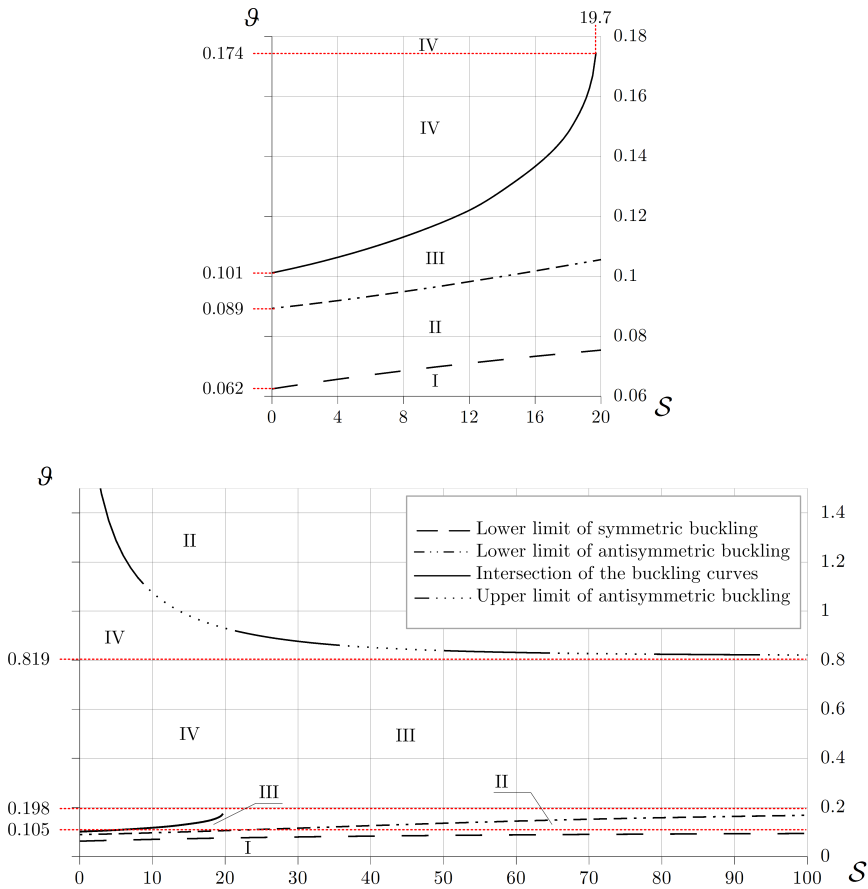 ϑ 19.7
0.174 IV 0.18
0.16
IV
0.14
0.12
III
0.101 0.1
0.089
II 0.08
0.062 I
0.06
0 4 8 12 16 20 𝒮
ϑ
1.4
Lower limit of symmetric buckling
II Lower limit of antisymmetric buckling
1.2
Intersection of the buckling curves
Upper limit of antisymmetric buckling
1
IV
0.819 0.8
IV III
0.6
0.4
II
III
0.198 0.2
0.105
I
0
0 10 20 30 40 50 60 70 80 90 100 𝒮